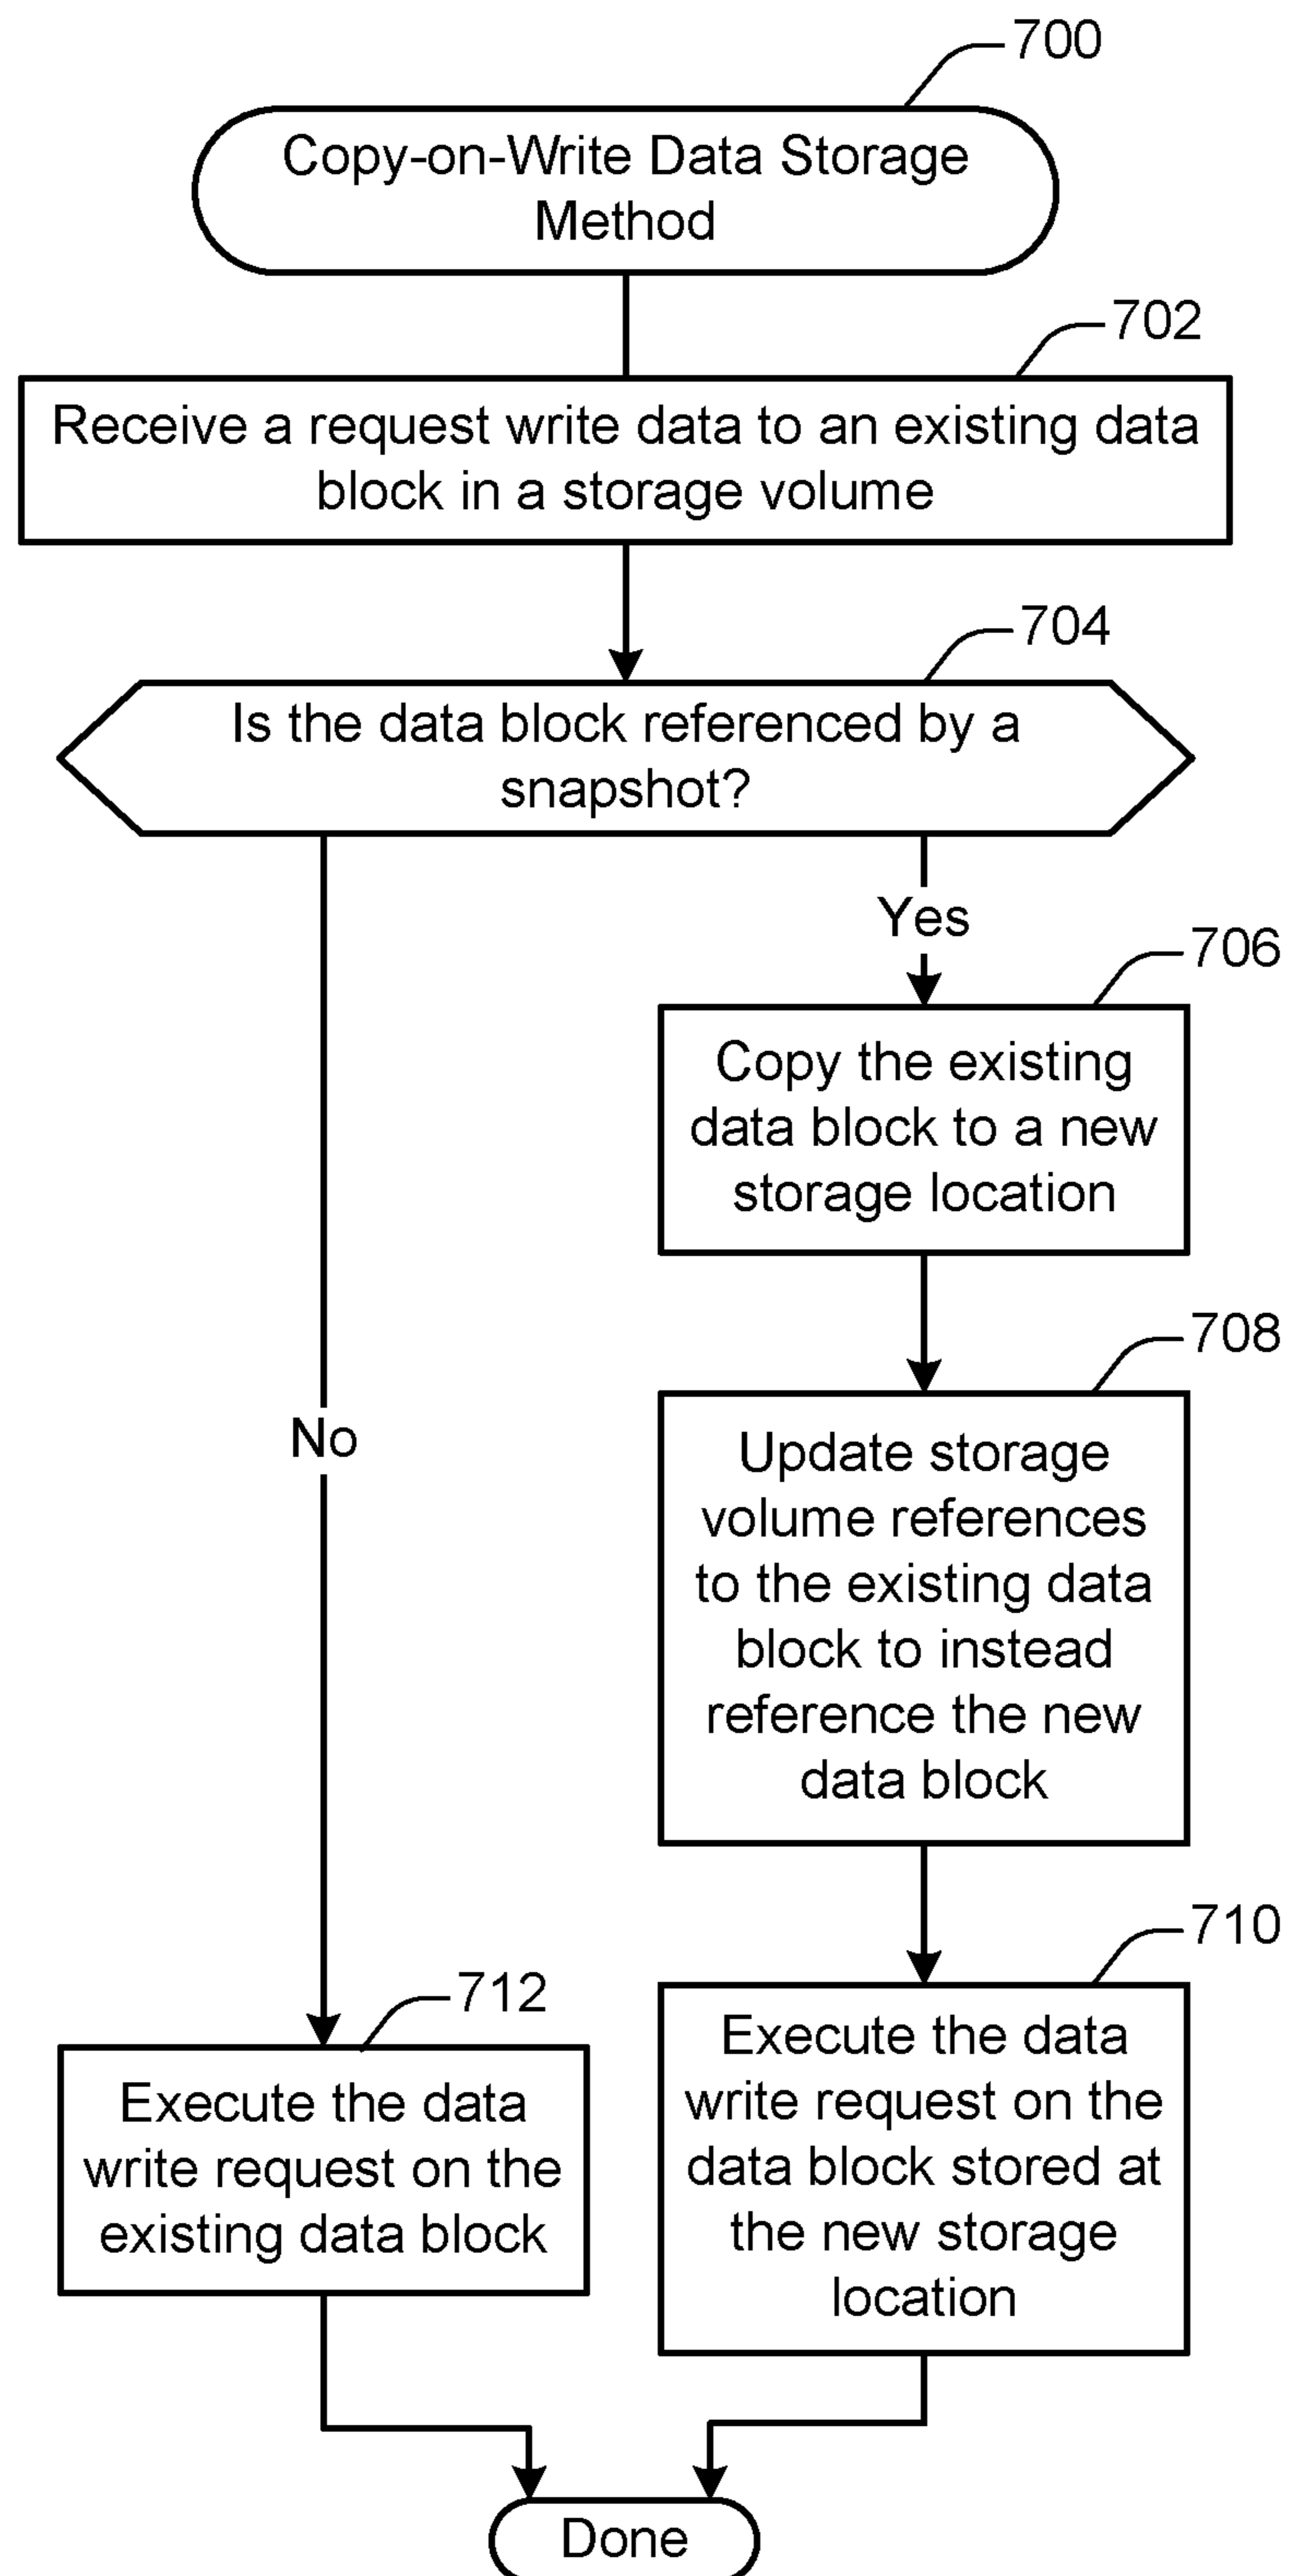 700
Copy-on-Write Data Storage
Method
702
Receive a request write data to an existing data
block in a storage volume
704
Is the data block referenced by a
snapshot?
Yes
706
Copy the existing
data block to a new
storage location
708
Update storage
volume references
to the existing data
block to instead
reference the new
data block
No
710
Execute the data
write request on the
data block stored at
the new storage
location
712
Execute the data
write request on the
existing data block
Done